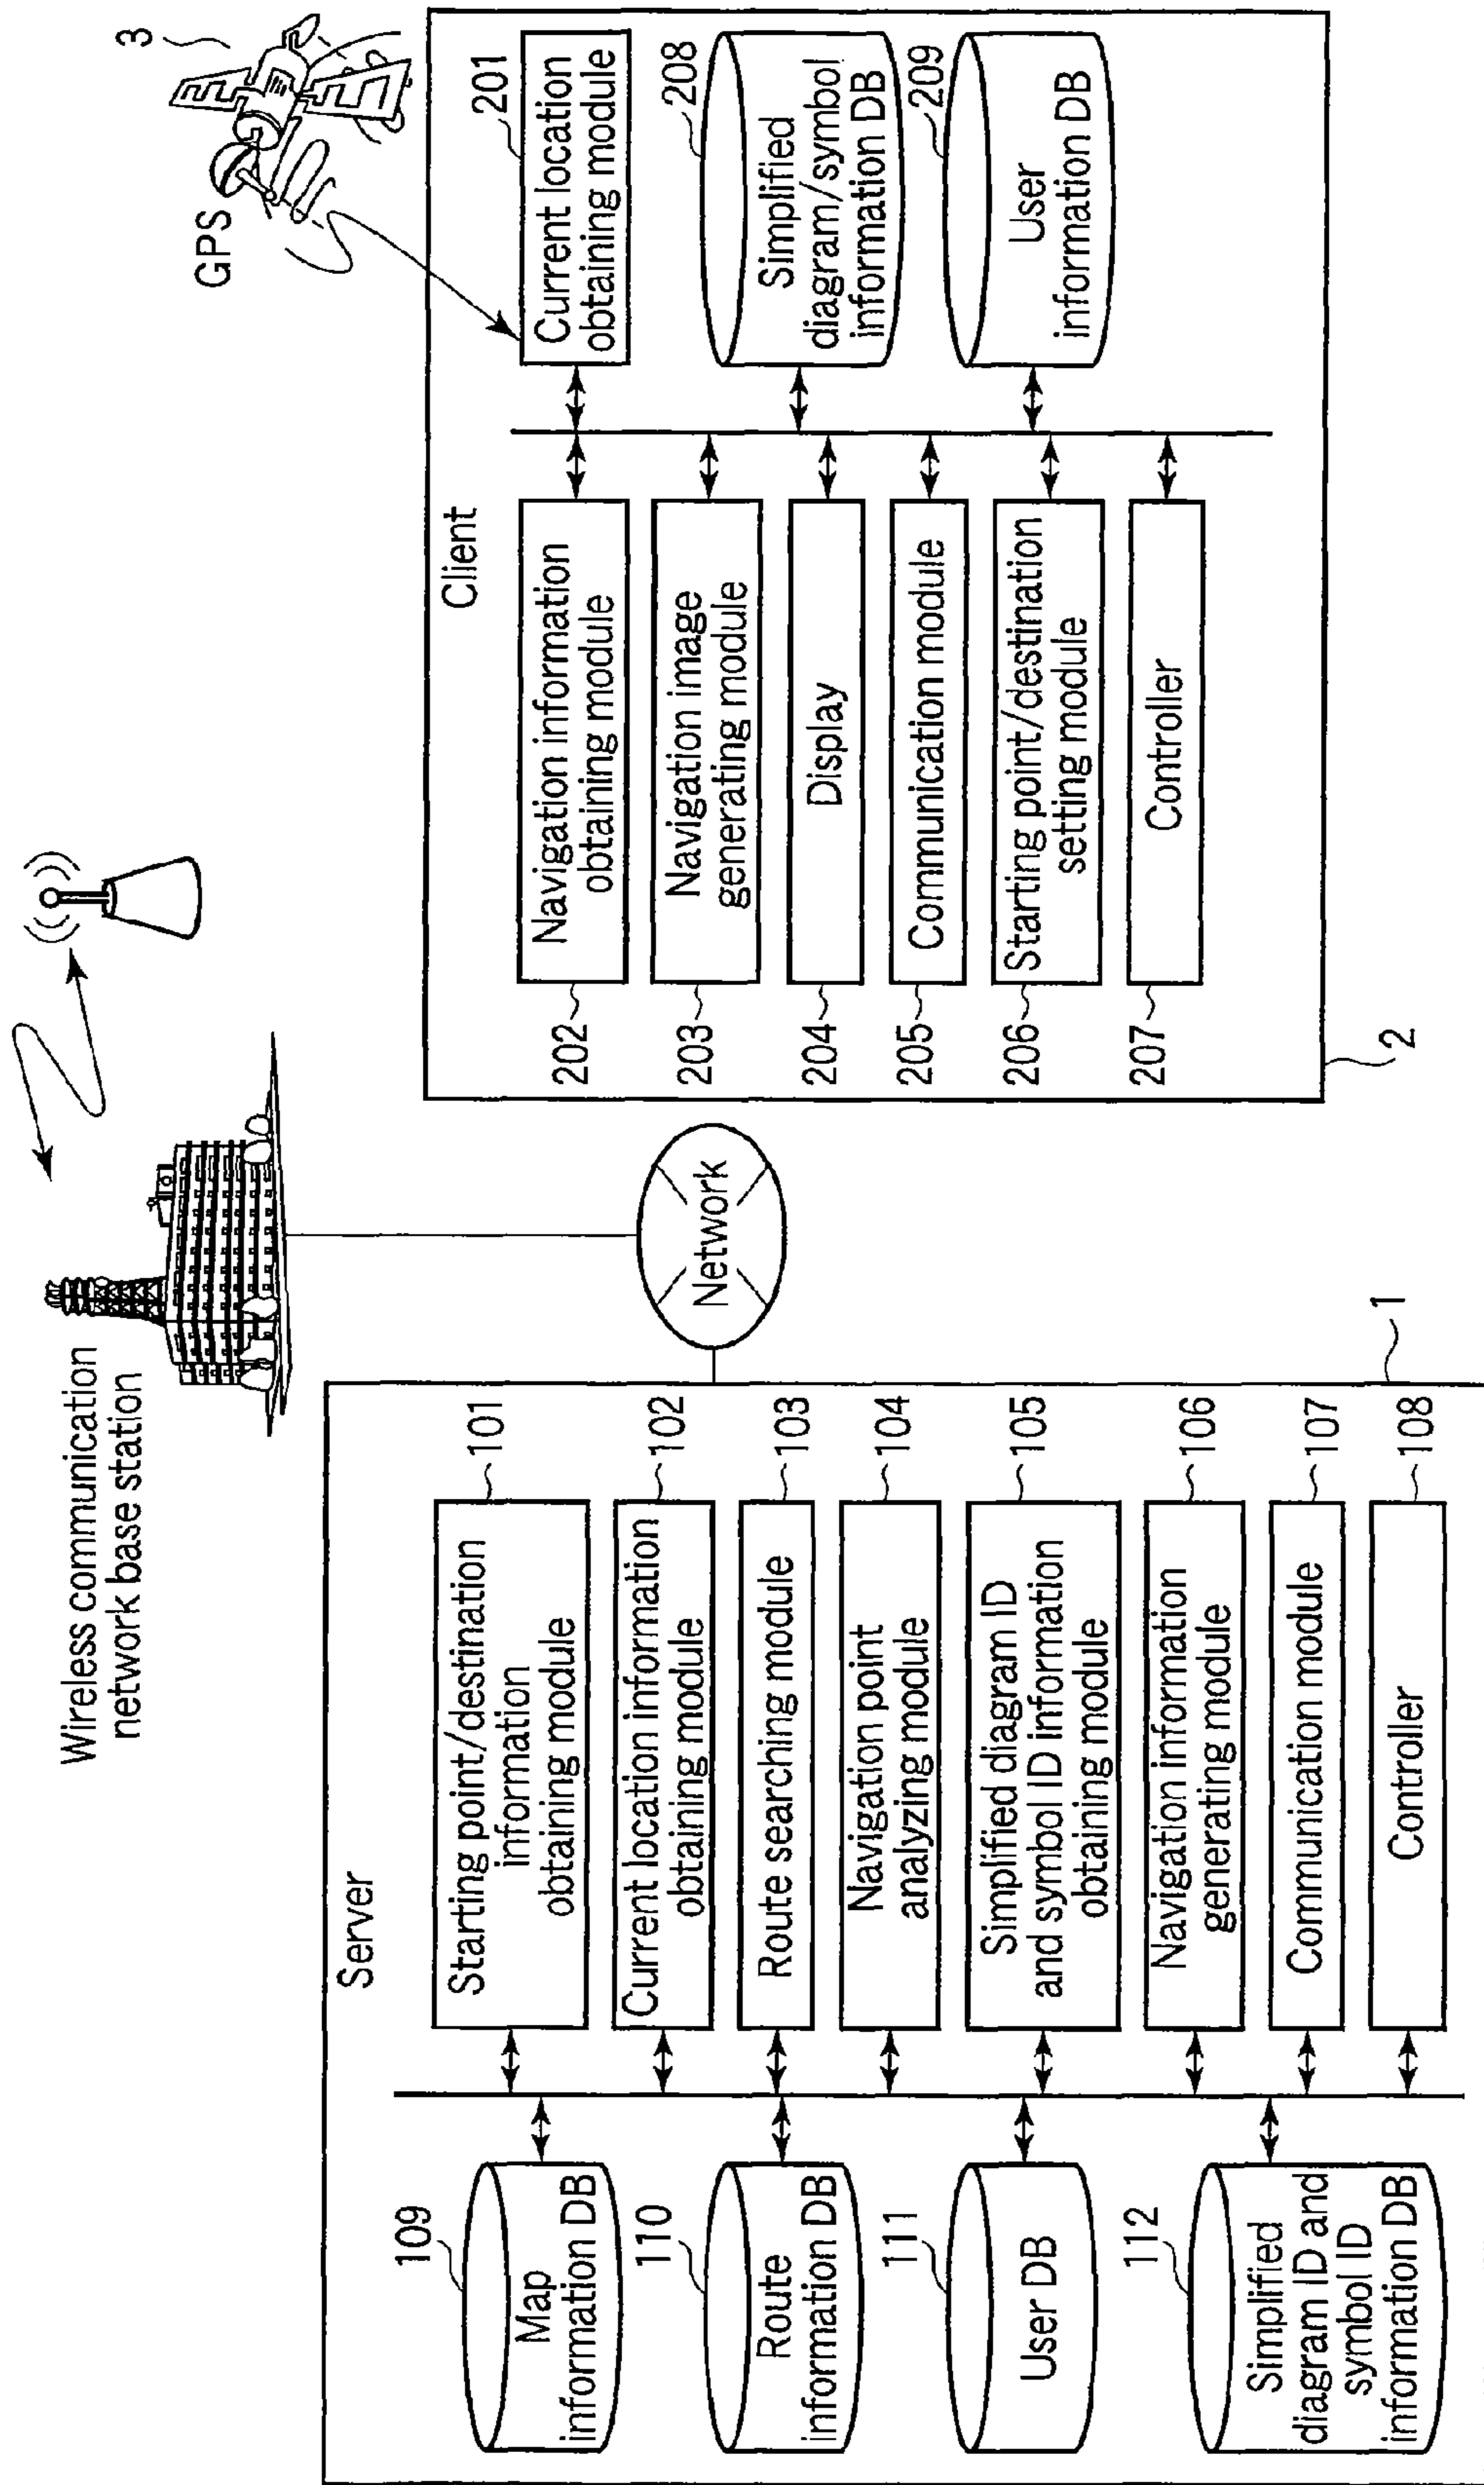 Wireless communication
network base station
GPS
3
Server
109
Map
information DB
110
Route
information DB
111
User DB
112
Simplified
diagram ID and
symbol ID
information DB
Starting point/destination
information
obtaining module
101
Current location information
obtaining module
102
Route searching module
103
Navigation point
analyzing module
104
Simplified diagram ID
and symbol ID information
obtaining module
105
Navigation information
generating module
106
Communication module
107
Controller
108
1
Network
Client
202
Navigation information
obtaining module
203
Navigation image
generating module
204
Display
205
Communication module
206
Starting point/destination
setting module
207
Controller
201
Current location
obtaining module
208
Simplified
diagram/symbol
information DB
209
User
information DB
2